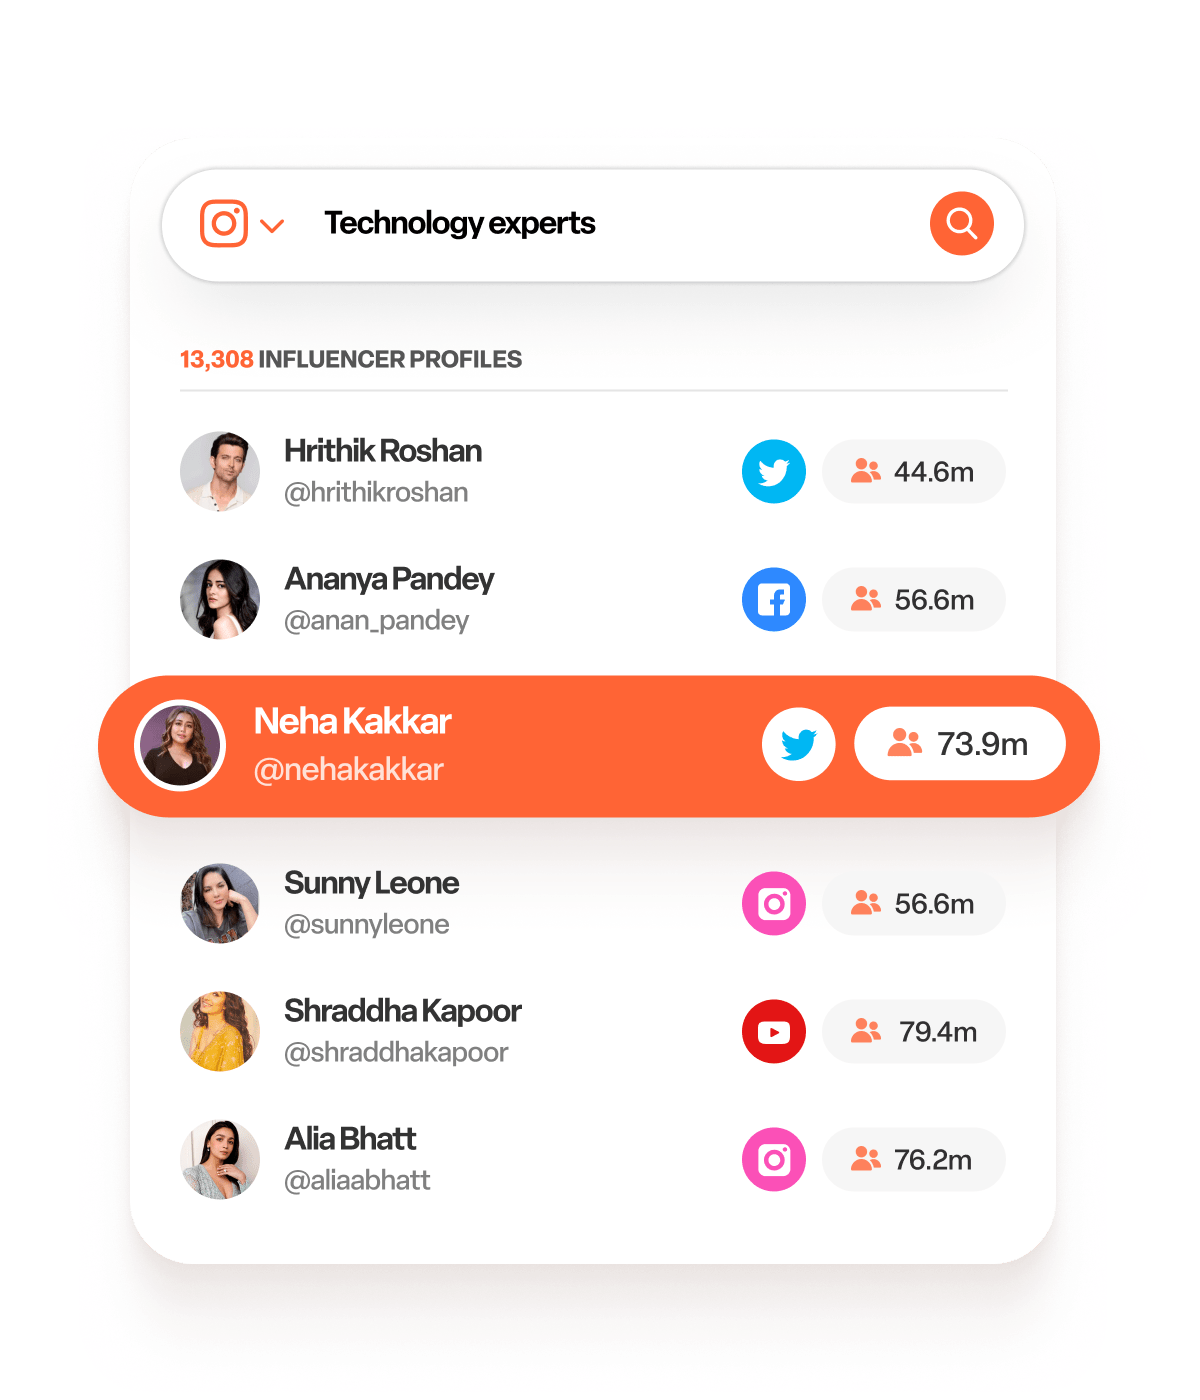 Technology experts
13,308 INFLUENCER PROFILES
Hrithik Roshan
@hrithikroshan
44.6m
Ananya Pandey
@anan_pandey
56.6m
Neha Kakkar
@nehakakkar
73.9m
Sunny Leone
@sunnyleone
56.6m
Shraddha Kapoor
@shraddhakapoor
79.4m
Alia Bhatt
@aliaabhatt
76.2m